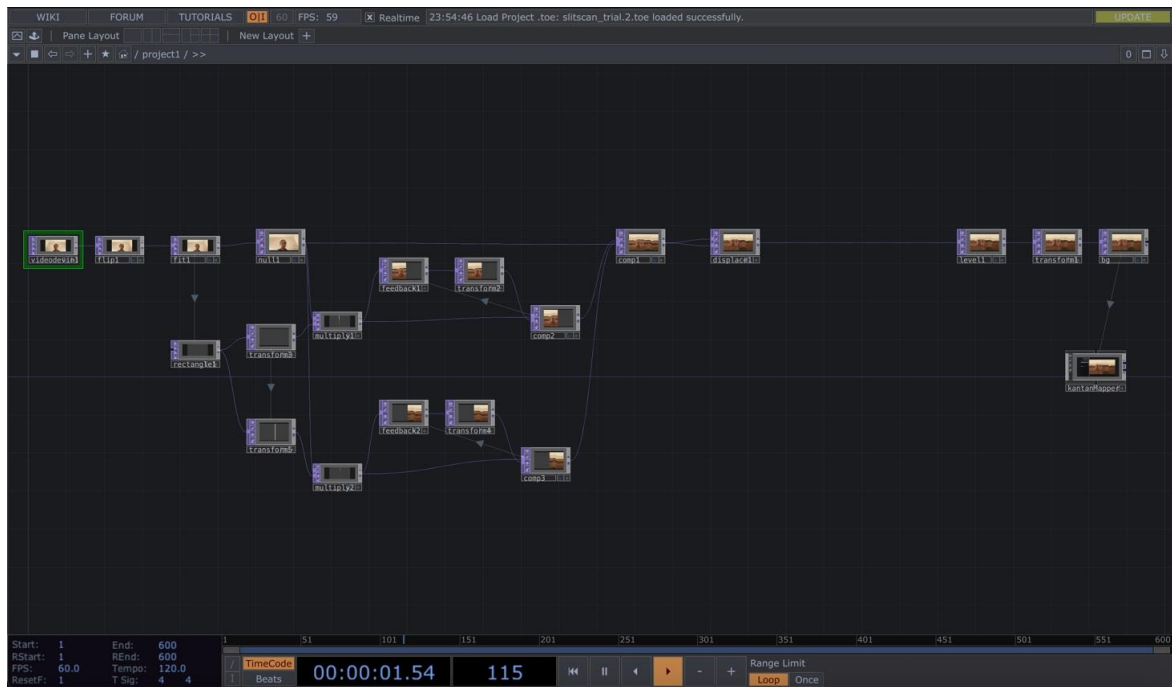 WIKI FORUM TUTORIALS O|I 60 FPS: 59 X Realtime 23:54:46 Load Project .toe: slitscan_trial.2.toe loaded successfully. UPDATE
Pane Layout New Layout +
/ project1 / >> 0
videodevin1 flip1 fit1 null1 comp1 displace1 level1 transform1 bg
feedback1 transform2
multiply1 comp2
transform3
rectangle1
kantanMapper
feedback2 transform4
transform5
comp3
multiply2
1 51 101 151 201 251 301 351 401 451 501 551 600
Start: 1 End: 600
RStart: 1 REnd: 600
FPS: 60.0 Tempo: 120.0
ResetF: 1 T Sig: 4 4
TimeCode
Beats
00:00:01.54 115
- +
Range Limit
Loop Once